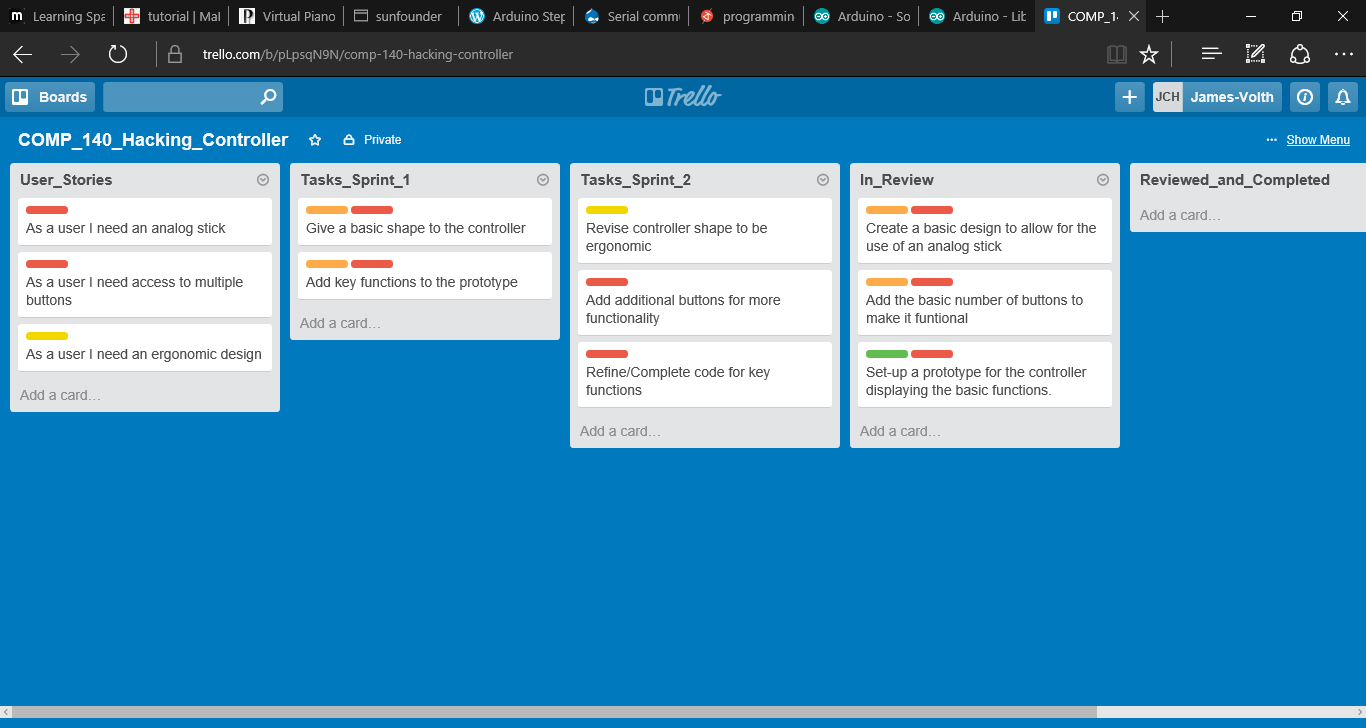 Learning Spa
tutorial | Mal
Virtual Piano
sunfounder
Arduino Step
Serial comm
programmin
Arduino - So
Arduino - Lib
COMP_1
trello.com/b/pLpsqN9N/comp-140-hacking-controller
Boards
Trello
JCH James-Volth
COMP_140_Hacking_Controller
Private
... Show Menu
User_Stories
As a user I need an analog stick
As a user I need access to multiple
buttons
As a user I need an ergonomic design
Add a card...
Tasks_Sprint_1
Give a basic shape to the controller
Add key functions to the prototype
Add a card...
Tasks_Sprint_2
Revise controller shape to be
ergonomic
Add additional buttons for more
functionality
Refine/Complete code for key
functions
Add a card...
In_Review
Create a basic design to allow for the
use of an analog stick
Add the basic number of buttons to
make it funtional
Set-up a prototype for the controller
displaying the basic functions.
Add a card...
Reviewed_and_Completed
Add a card...